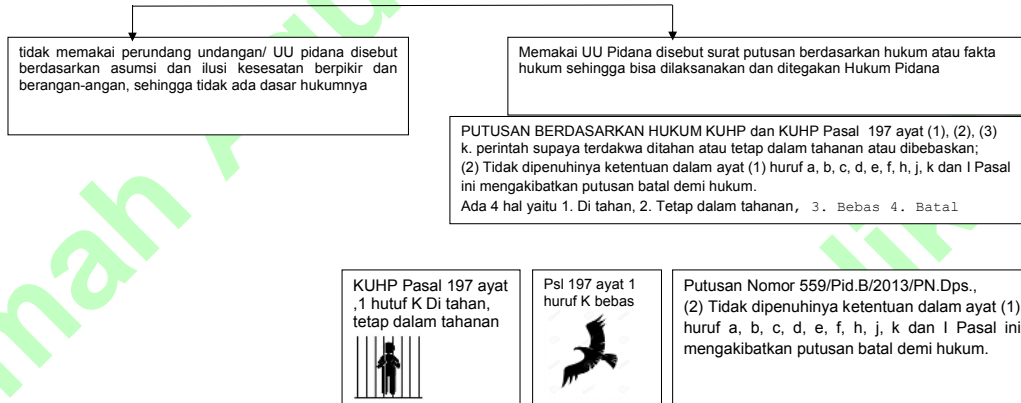 tidak memakai perundang undangan/ UU pidana disebut
berdasarkan asumsi dan ilusi kesesatan berpikir dan
berangan-angan, sehingga tidak ada dasar hukumnya
Memakai UU Pidana disebut surat putusan berdasarkan hukum atau fakta
hukum sehingga bisa dilaksanakan dan ditegakan Hukum Pidana
PUTUSAN BERDASARKAN HUKUM KUHP dan KUHP Pasal 197 ayat (1), (2), (3)
k. perintah supaya terdakwa ditahan atau tetap dalam tahanan atau dibebaskan;
(2) Tidak dipenuhinya ketentuan dalam ayat (1) huruf a, b, c, d, e, f, h, j, k dan I Pasal
ini mengakibatkan putusan batal demi hukum.
Ada 4 hal yaitu 1. Di tahan, 2. Tetap dalam tahanan, 3. Bebas 4. Batal
KUHP Pasal 197 ayat
,1 hutuf K Di tahan,
tetap dalam tahanan
Psl 197 ayat 1
huruf K bebas
Putusan Nomor 559/Pid.B/2013/PN.Dps.,
(2) Tidak dipenuhinya ketentuan dalam ayat (1)
huruf a, b, c, d, e, f, h, j, k dan I Pasal ini
mengakibatkan putusan batal demi hukum.